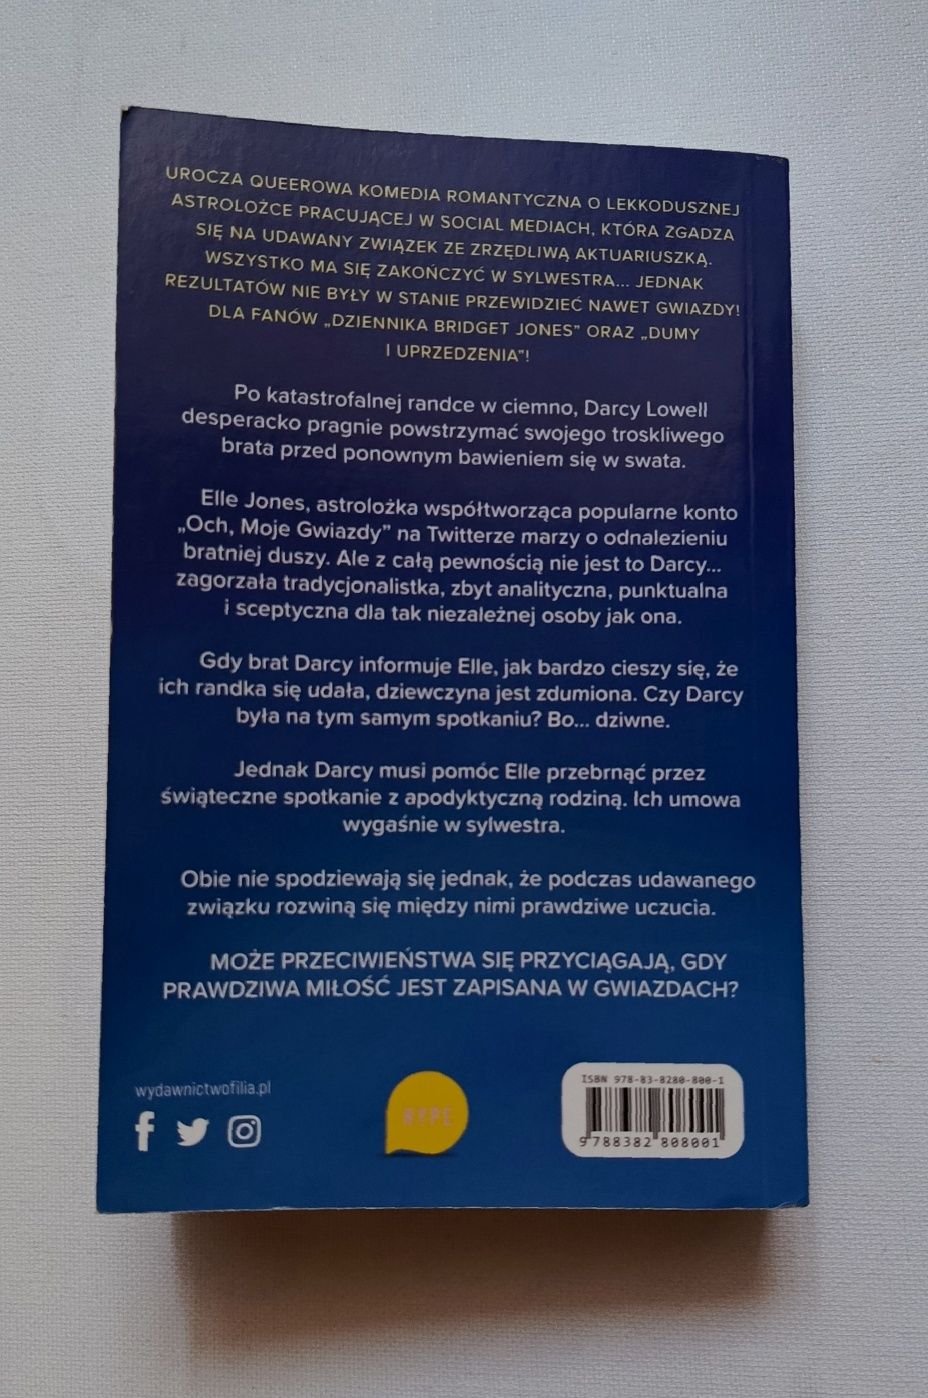 UROCZA QUEEROWA KOMEDIA ROMANTYCZNA O LEKKODUSZNEJ
ASTROLOŻCE PRACUJĄCEJ W SOCIAL MEDIACH, KTÓRA ZGADZA
SIĘ NA UDAWANY ZWIĄZEK ZE ZRZĘDLIWĄ AKTUARIUSZKĄ.
WSZYSTKO MA SIĘ ZAKOŃCZYĆ W SYLWESTRA... JEDNAK
REZULTATÓW NIE BYŁY W STANIE PRZEWIDZIEĆ NAWET GWIAZDY!
DLA FANÓW „DZIENNIKA BRIDGET JONES” ORAZ „DUMY
I UPRZEDZENIA”!
Po katastrofalnej randce w ciemno, Darcy Lowell
desperacko pragnie powstrzymać swojego troskliwego
brata przed ponownym bawieniem się w swata.
Elle Jones, astrolożka współtworząca popularne konto
„Och, Moje Gwiazdy” na Twitterze marzy o odnalezieniu
bratniej duszy. Ale z całą pewnością nie jest to Darcy...
zagorzała tradycjonalistka, zbyt analityczna, punktualna
i sceptyczna dla tak niezależnej osoby jak ona.
Gdy brat Darcy informuje Elle, jak bardzo cieszy się, że
ich randka się udała, dziewczyna jest zdumiona. Czy Darcy
była na tym samym spotkaniu? Bo... dziwne.
Jednak Darcy musi pomóc Elle przebrnąć przez
świąteczne spotkanie z apodyktyczną rodziną. Ich umowa
wygaśnie w sylwestra.
Obie nie spodziewają się jednak, że podczas udawanego
związku rozwiną się między nimi prawdziwe uczucia.
MOŻE PRZECIWIEŃSTWA SIĘ PRZYCIĄGAJĄ, GDY
PRAWDZIWA MIŁOŚĆ JEST ZAPISANA W GWIAZDACH?
wydawnictwofilia.pl
HYPE
ISBN 978-83-8280-800-1
9 788382 808001